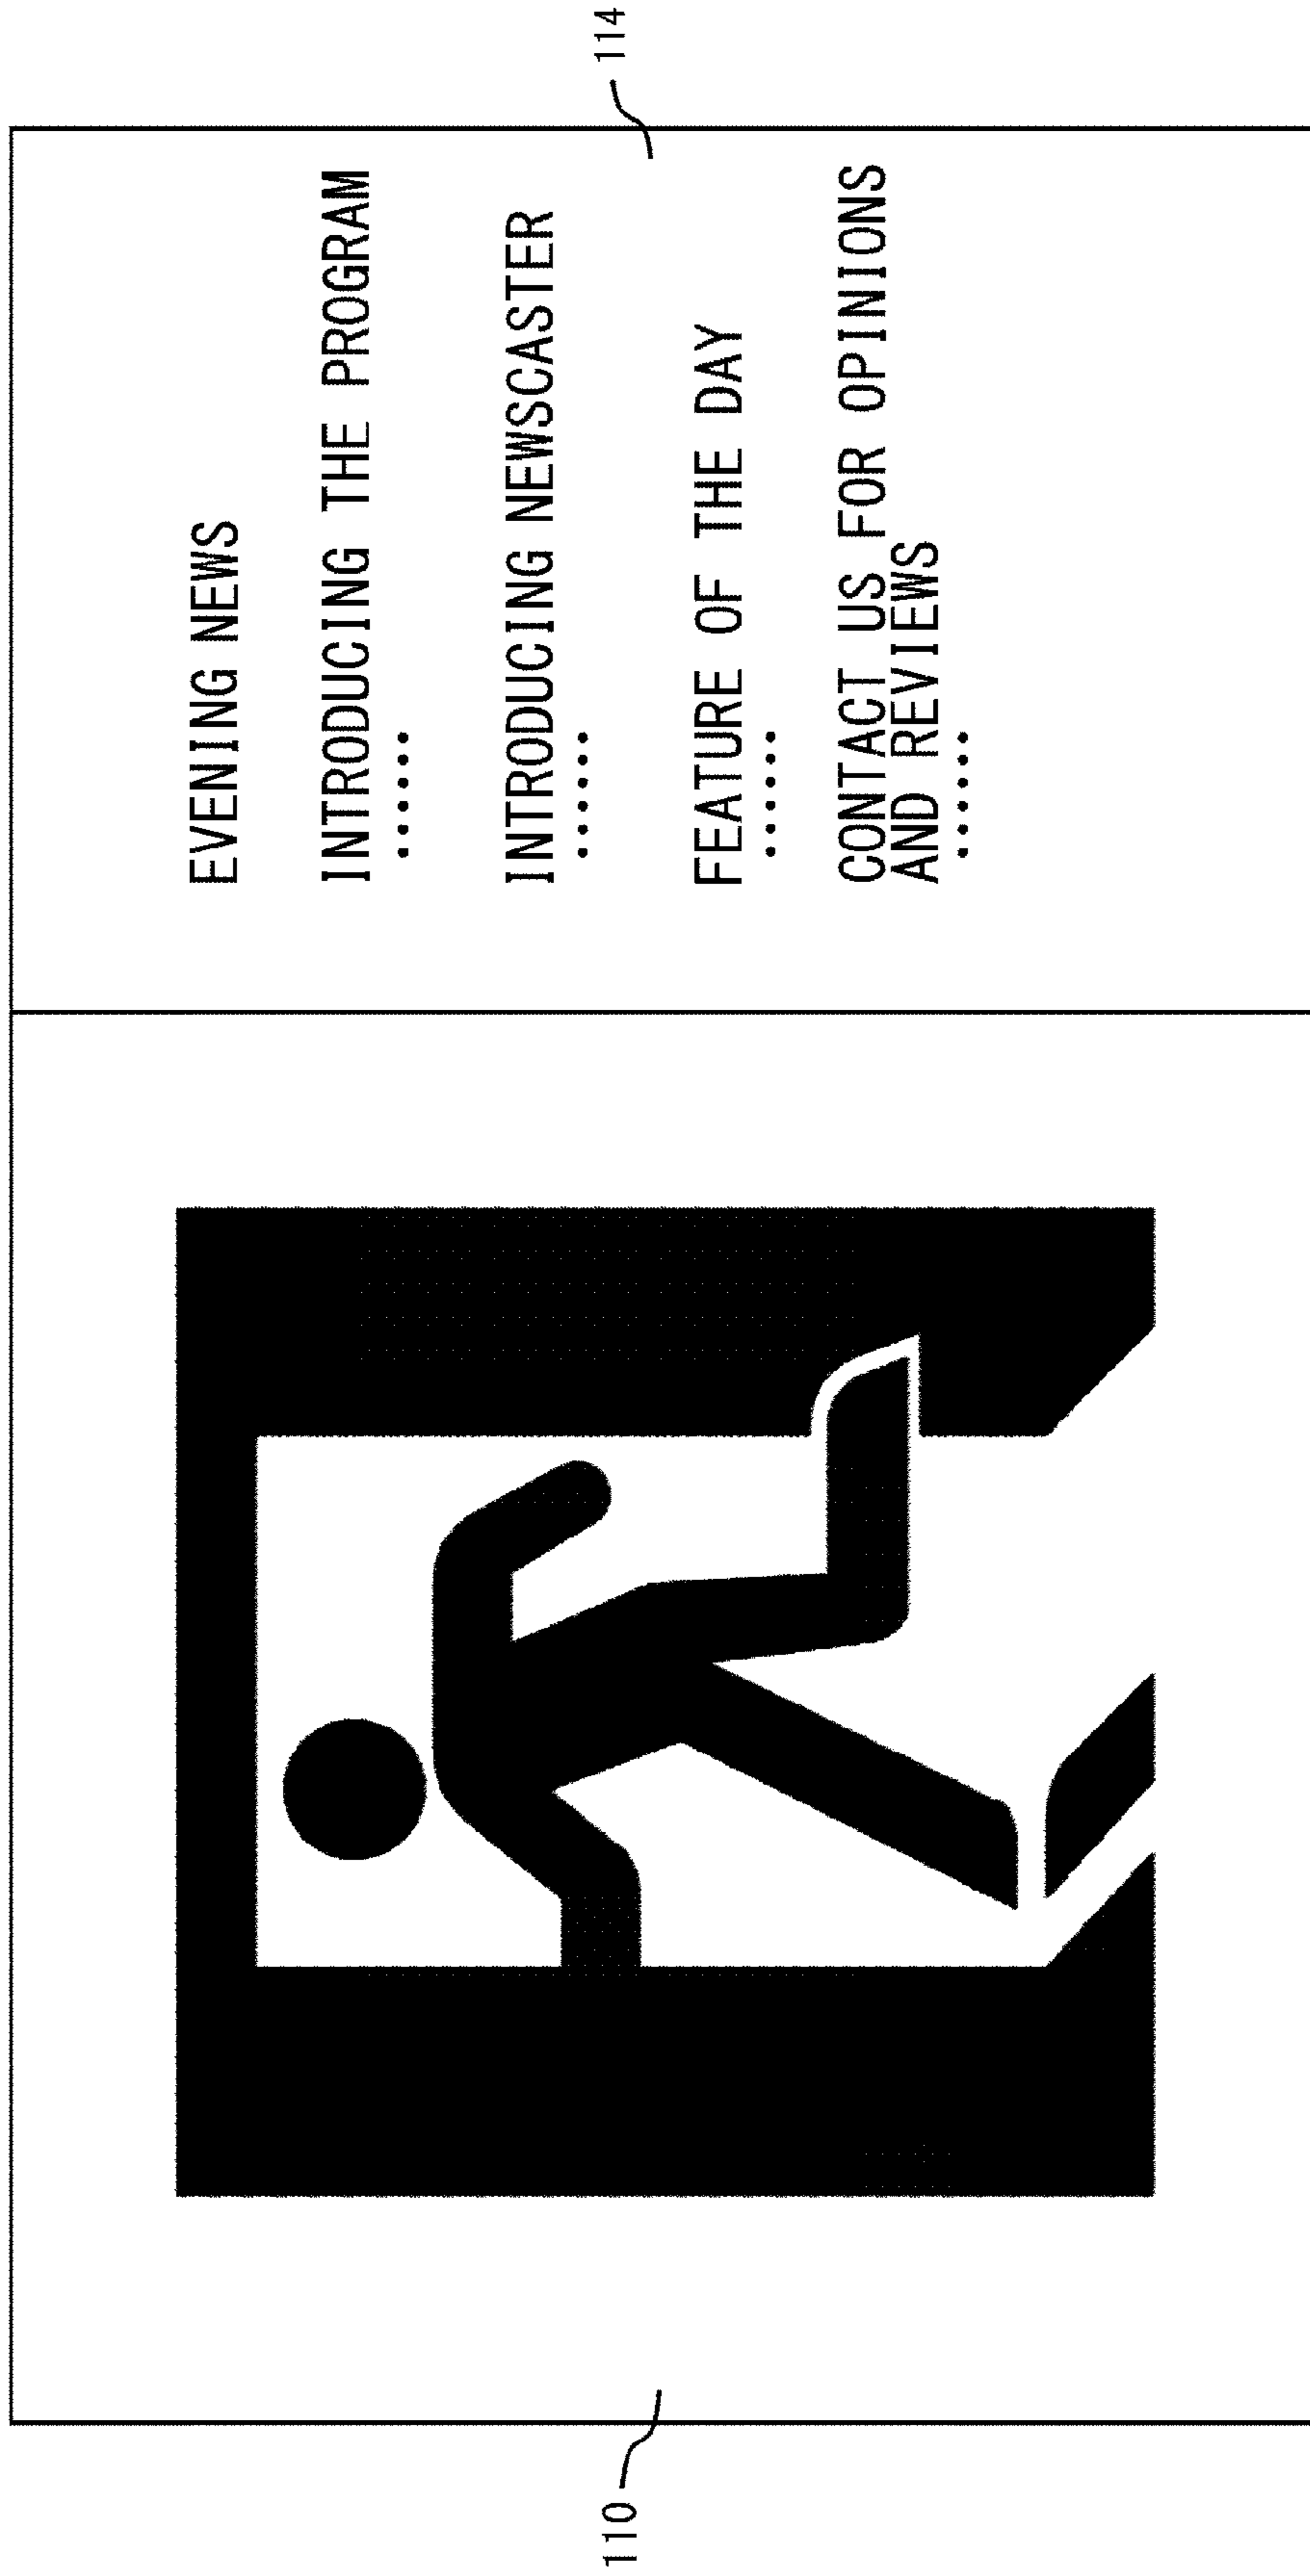 EVENING NEWS
INTRODUCING THE PROGRAM
••••••
INTRODUCING NEWSCASTER
••••••
FEATURE OF THE DAY
••••••
CONTACT US FOR OPINIONS
AND REVIEWS
••••••
110
114